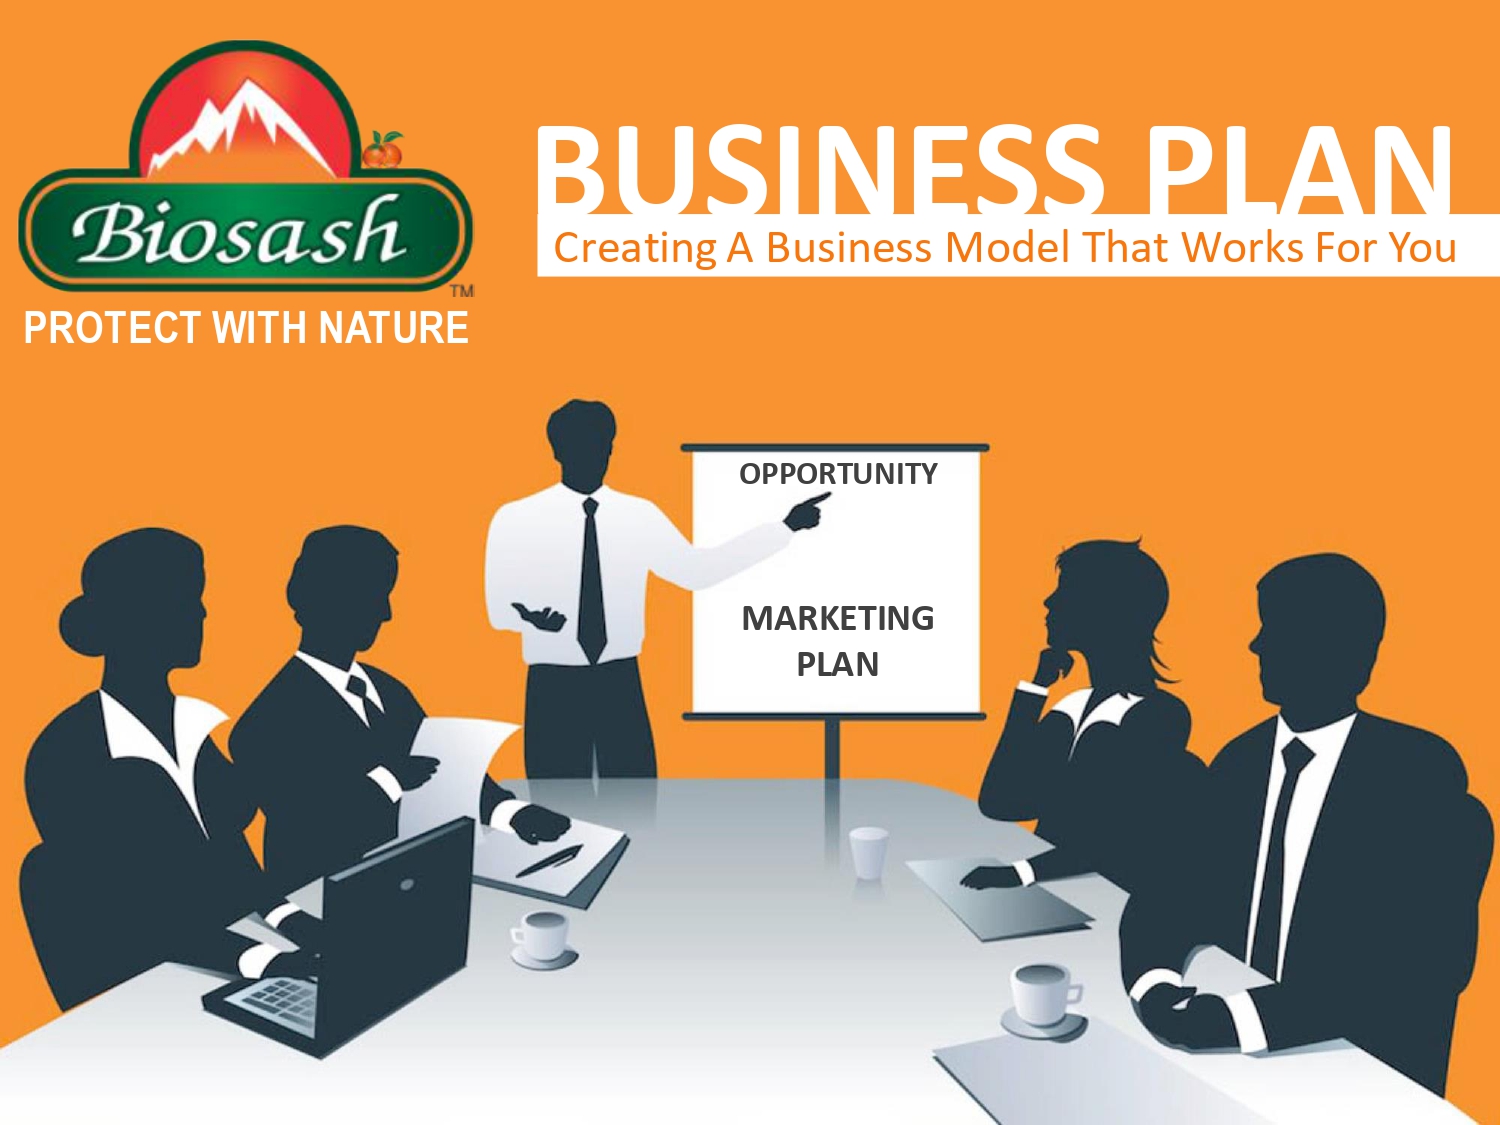 Biosash
TM
PROTECT WITH NATURE
BUSINESS PLAN
Creating A Business Model That Works For You
OPPORTUNITY
MARKETING
PLAN